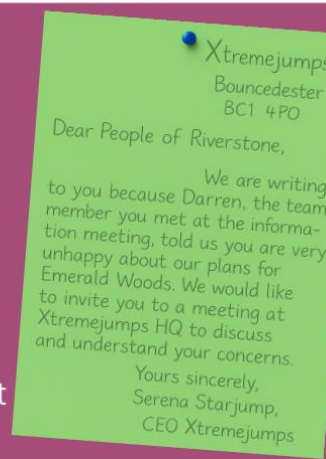 Xtremejumps
Bouncedester
BC1 4PO
Dear People of Riverstone,
We are writing
to you because Darren, the team
member you met at the informa-
tion meeting, told us you are very
unhappy about our plans for
Emerald Woods. We would like
to invite you to a meeting at
Xtremejumps HQ to discuss
and understand your concerns.
Yours sincerely,
Serena Starjump,
CEO Xtremejumps